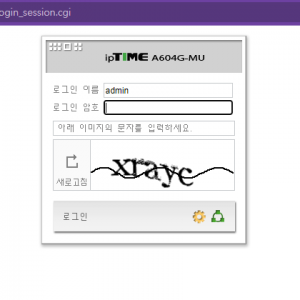 ogin_session.cgi
ipTIME A604G-MU
로그인 이름 admin
로그인 암호
아래 이미지의 문자를 입력하세요.
xrayc
새로고침
로그인